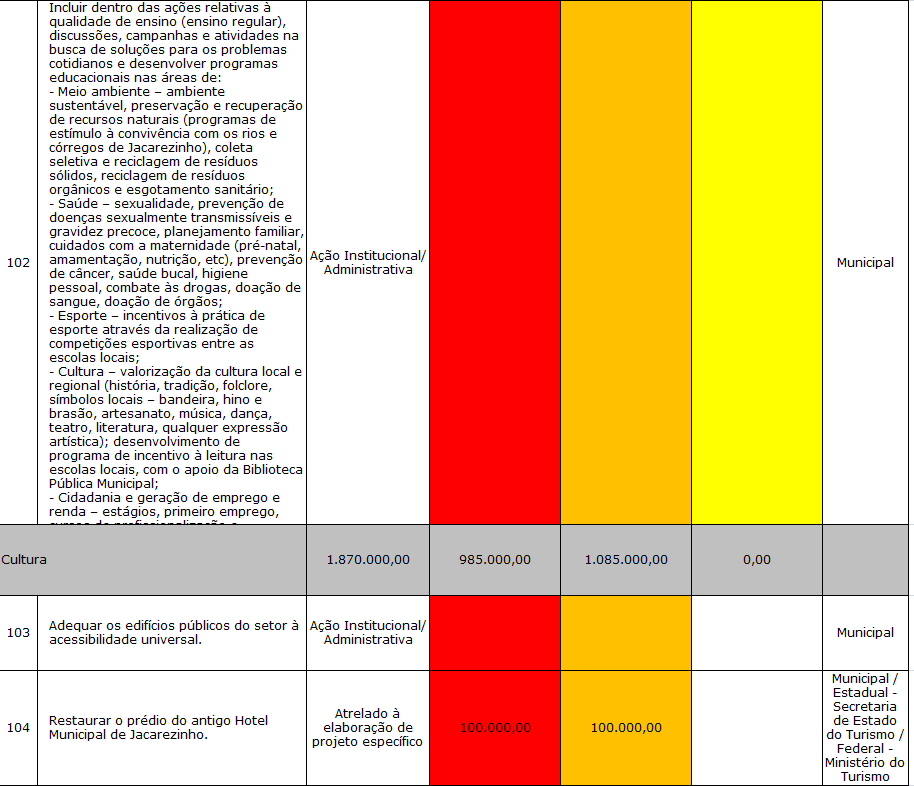 Incluir dentro das ações relativas à
qualidade de ensino (ensino regular),
discussões, campanhas e atividades na
busca de soluções para os problemas
cotidianos e desenvolver programas
educacionais nas áreas de:
- Meio ambiente – ambiente
sustentável, preservação e recuperação
de recursos naturais (programas de
estímulo à convivência com os rios e
córregos de Jacarezinho), coleta
seletiva e reciclagem de resíduos
sólidos, reciclagem de resíduos
orgânicos e esgotamento sanitário;
- Saúde – sexualidade, prevenção de
doenças sexualmente transmissíveis e
gravidez precoce, planejamento familiar,
cuidados com a maternidade (pré-natal,
amamentação, nutrição, etc), prevenção
de câncer, saúde bucal, higiene
pessoal, combate às drogas, doação de
sangue, doação de órgãos;
- Esporte – incentivos à prática de
esporte através da realização de
competições esportivas entre as
escolas locais;
- Cultura – valorização da cultura local e
regional (história, tradição, folclore,
símbolos locais – bandeira, hino e
brasão, artesanato, música, dança,
teatro, literatura, qualquer expressão
artística); desenvolvimento de
programa de incentivo à leitura nas
escolas locais, com o apoio da Biblioteca
Pública Municipal;
- Cidadania e geração de emprego e
renda – estágios, primeiro emprego,
102
Ação Institucional/
Administrativa
Municipal
Cultura 1.870.000,00 985.000,00 1.085.000,00 0,00
103
Adequar os edifícios públicos do setor à
acessibilidade universal.
Ação Institucional/
Administrativa
Municipal
104
Restaurar o prédio do antigo Hotel
Municipal de Jacarezinho.
Atrelado à
elaboração de
projeto específico
100.000,00 100.000,00
Municipal /
Estadual -
Secretaria
de Estado
do Turismo /
Federal -
Ministério do
Turismo